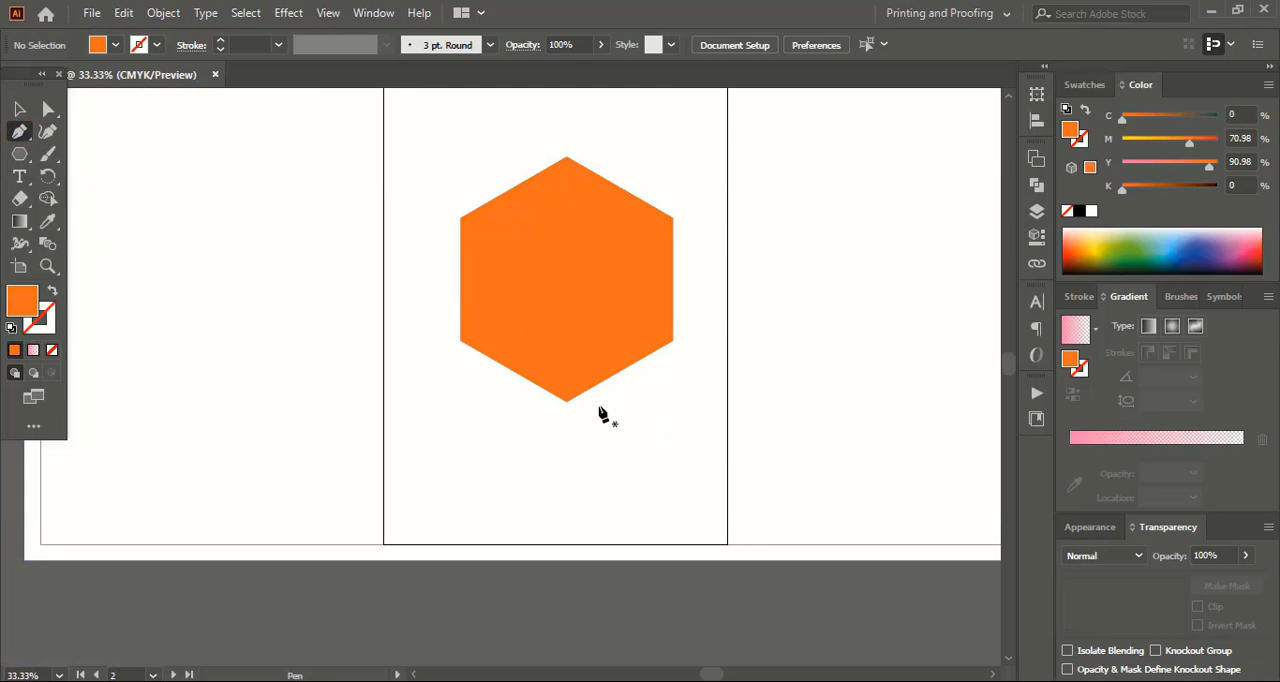 Ai File Edit Object Type Select Effect View Window Help Printing and Proofing Search Adobe Stock
No Selection Stroke: 3 pt. Round Opacity: 100% Style: Document Setup Preferences
@ 33.33% (CMYK/Preview)
Swatches Color
C 0 %
M 70.98 %
Y 90.98 %
K 0 %
Stroke Gradient Brushes Symbols
Type:
Strokes:
Opacity:
Location:
Appearance Transparency
Normal Opacity: 100%
Make Mask
Clip
Invert Mask
Isolate Blending Knockout Group
Opacity & Mask Define Knockout Shape
33.33% 2 Pen